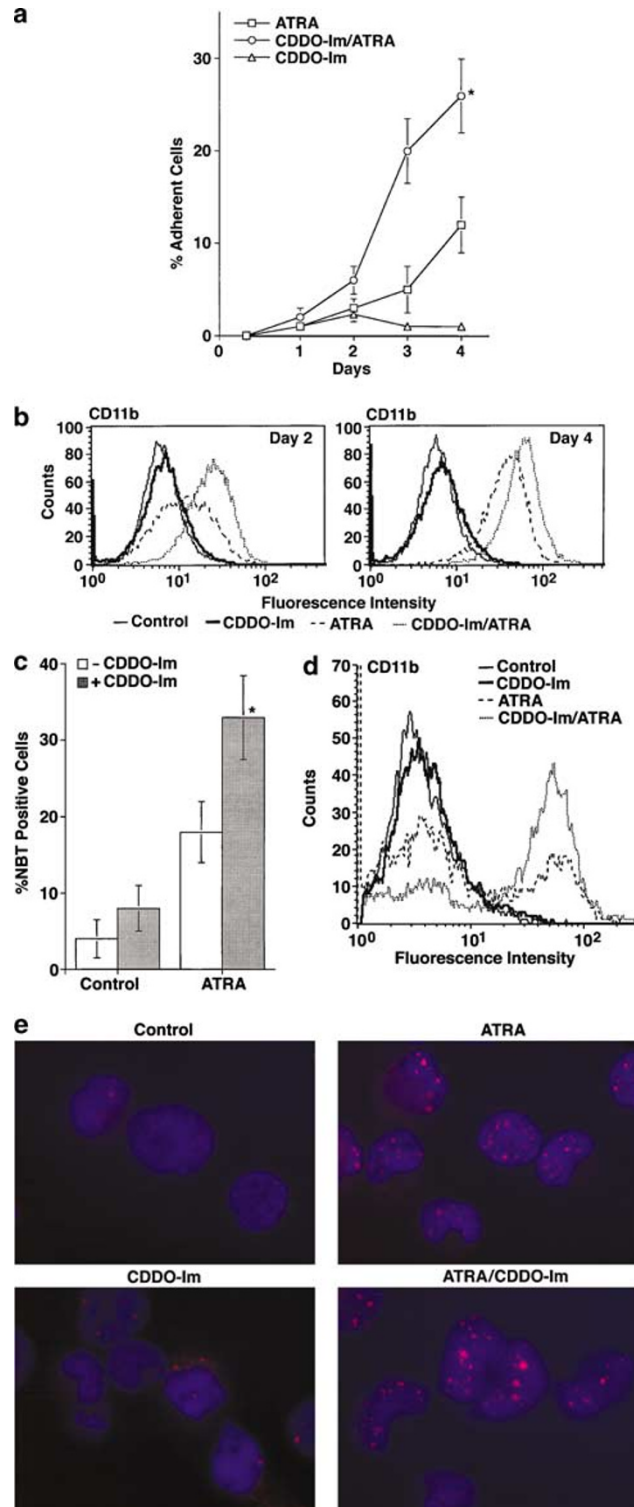 a
ATRA
CDDO-Im/ATRA
CDDO-Im
% Adherent Cells
30
20
10
0
*
0 1 2 3 4
Days
b
CD11b
Day 2
Counts
100
80
60
40
20
0
10^0 10^1 10^2
CD11b
Day 4
100
80
60
40
20
0
10^0 10^1 10^2
Fluorescence Intensity
Control CDDO-Im ATRA CDDO-Im/ATRA
c
- CDDO-Im
+ CDDO-Im
%NBT Positive Cells
40
30
20
10
0
*
Control ATRA
d
CD11b
Control
CDDO-Im
ATRA
CDDO-Im/ATRA
Counts
70
60
50
40
30
20
10
0
10^0 10^1 10^2
Fluorescence Intensity
e
Control
ATRA
CDDO-Im
ATRA/CDDO-Im